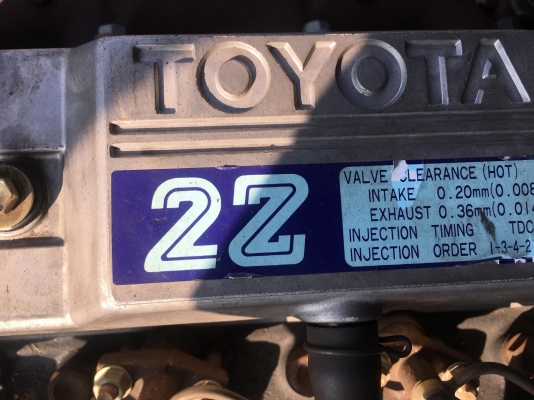 TOYOTA
2Z
VALVE CLEARANCE (HOT)
INTAKE 0.20mm(0.008
EXHAUST 0.36mm(0.014
INJECTION TIMING TDC
INJECTION ORDER 1-3-4-2